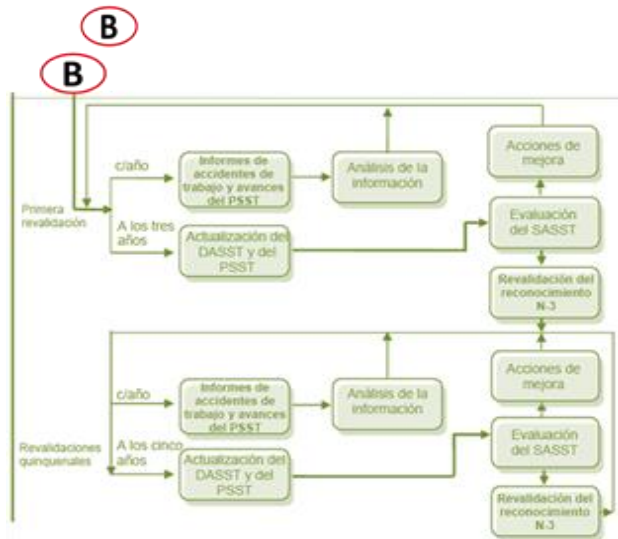 B
B
Primera
revalidación
c/año
Informes de
accidentes de
trabajo y avances
del PSST
Análisis de la
información
Acciones de
mejora
A los tres
años
Actualización del
DASST y del
PSST
Evaluación
del SASST
Revalidación del
reconocimiento
N-3
Revalidaciones
quinquenales
c/año
Informes de
accidentes de
trabajo y avances
del PSST
Análisis de la
información
Acciones de
mejora
A los cinco
años
Actualización del
DASST y del
PSST
Evaluación
del SASST
Revalidación del
reconocimiento
N-3